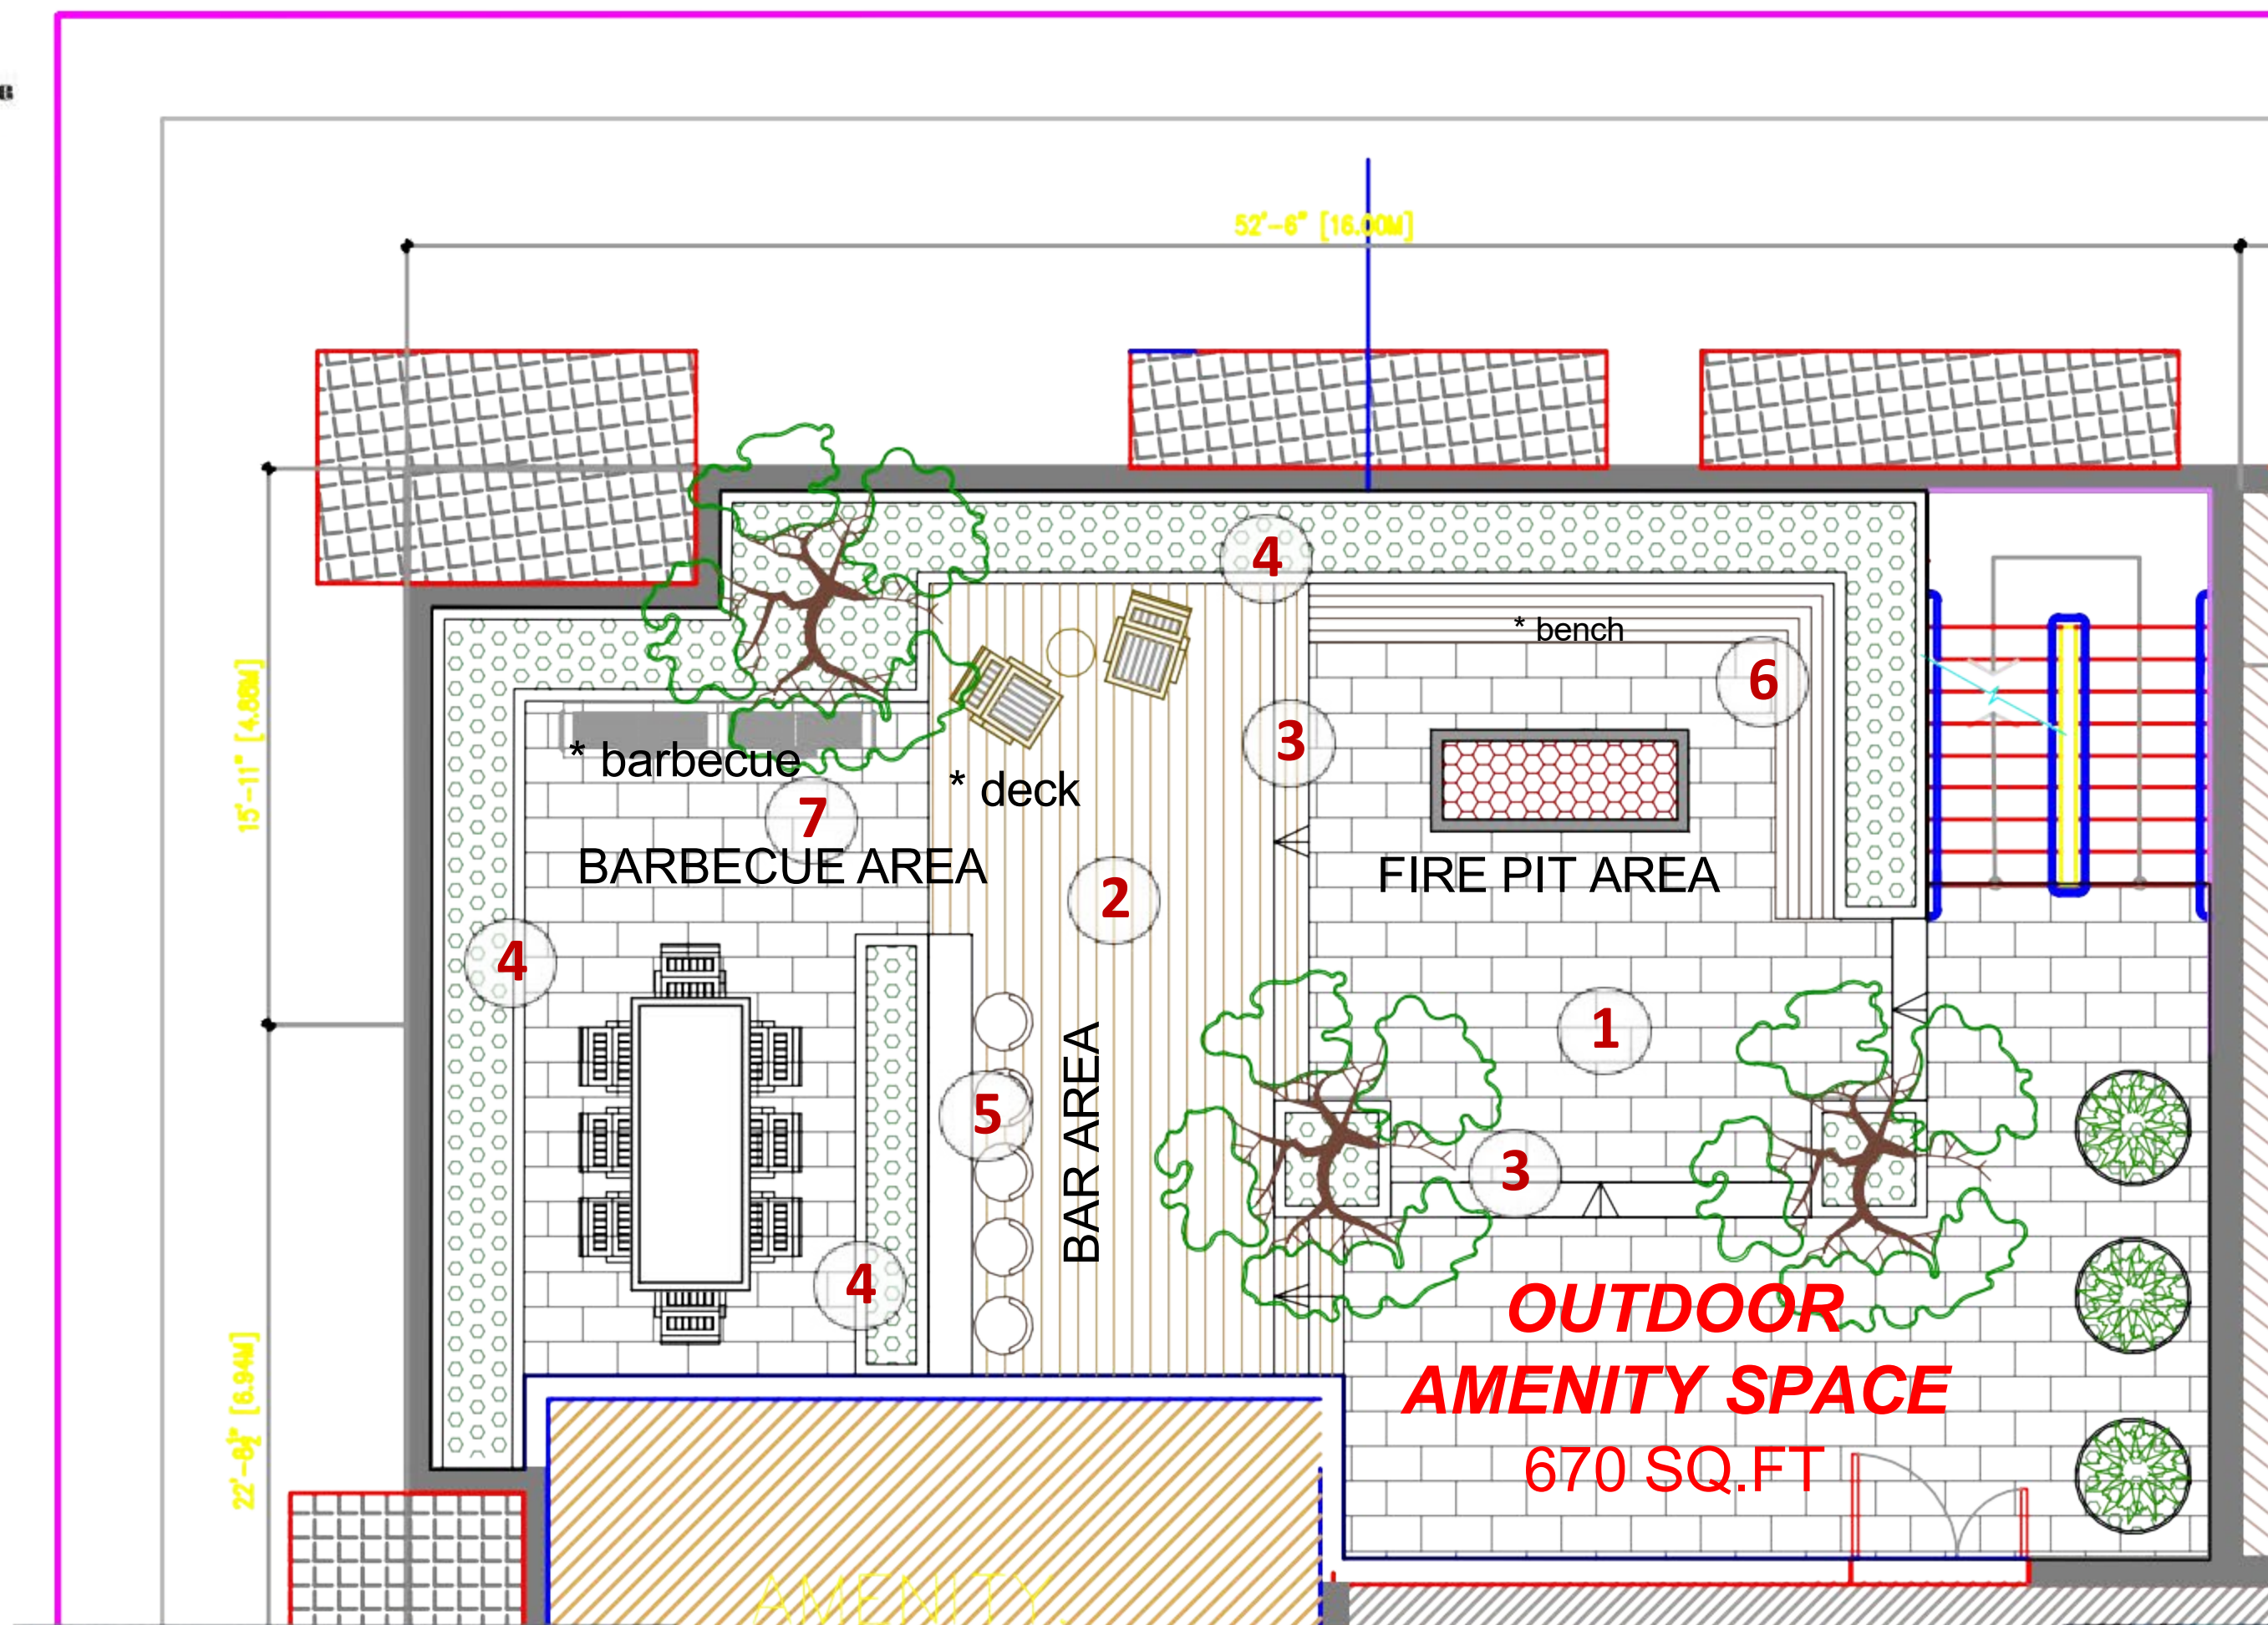 52'-6" [16.00M]
4
* bench
6
3
15'-11" [4.88M]
* barbecue
* deck
7
BARBECUE AREA
2
FIRE PIT AREA
4
1
5
BAR AREA
3
4
OUTDOOR
AMENITY SPACE
670 SQ.FT
AMENITY